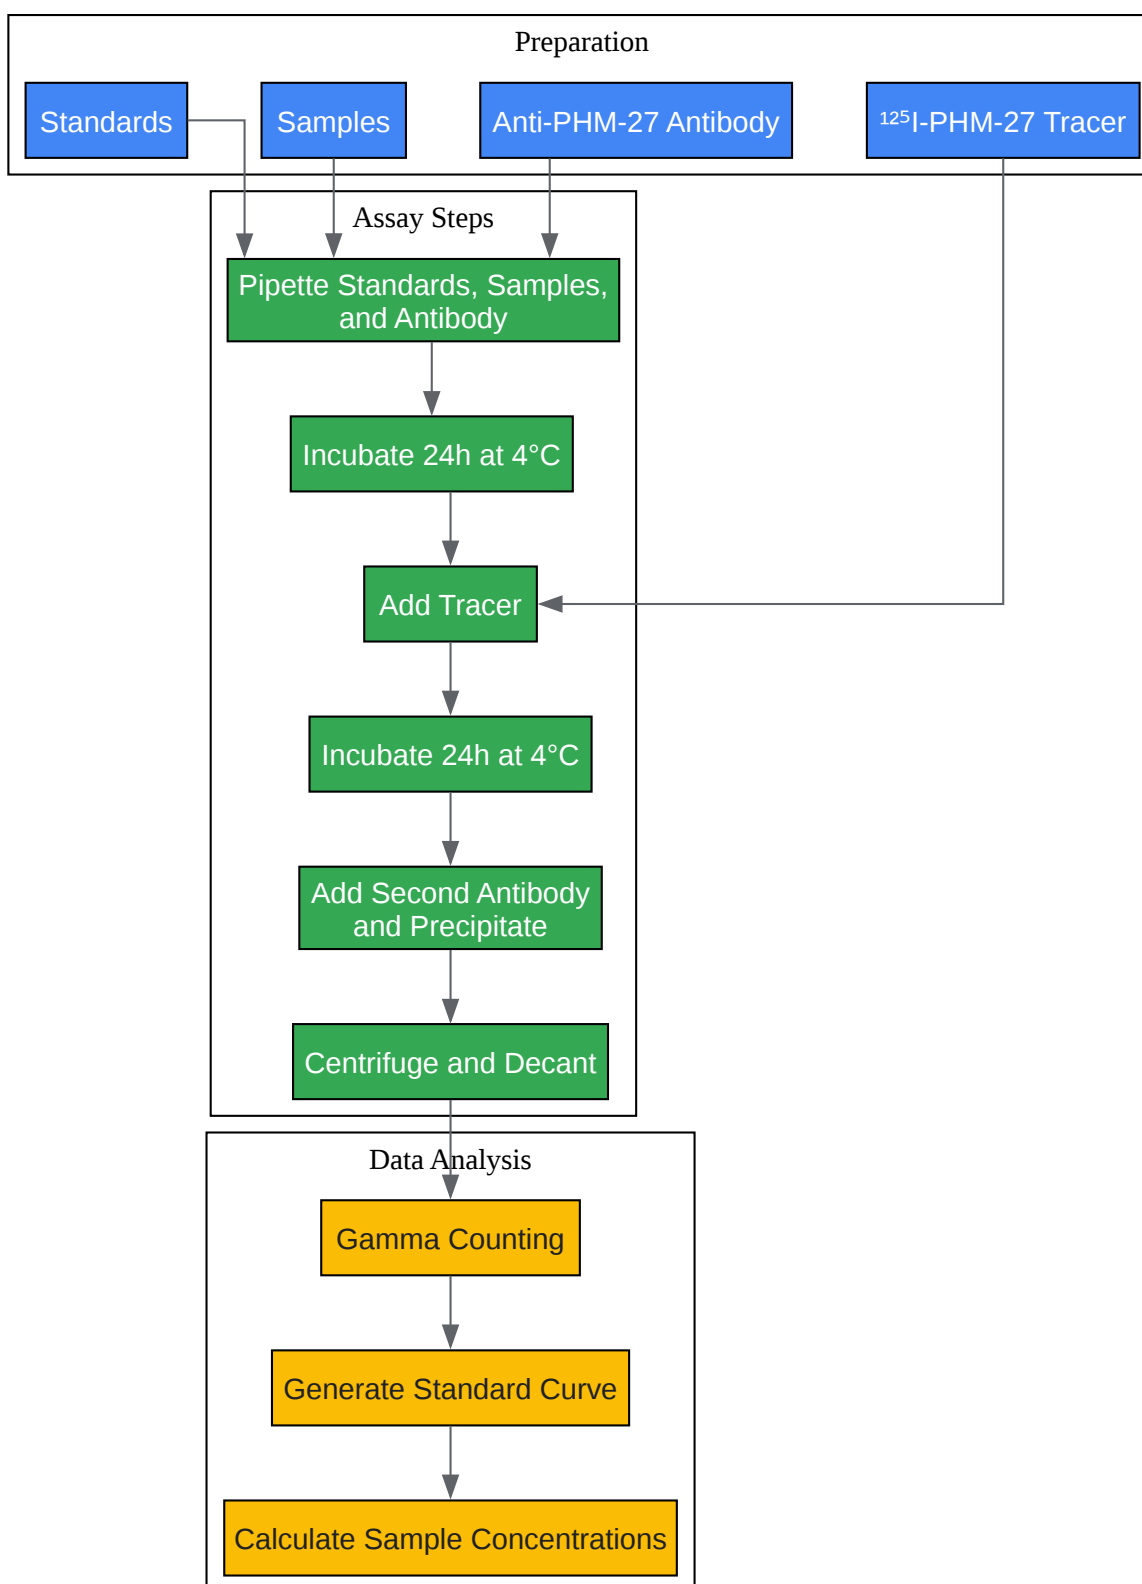 Preparation
Standards
Samples
Anti-PHM-27 Antibody
¹²⁵I-PHM-27 Tracer
Assay Steps
Pipette Standards, Samples,
and Antibody
Incubate 24h at 4°C
Add Tracer
Incubate 24h at 4°C
Add Second Antibody
and Precipitate
Centrifuge and Decant
Data Analysis
Gamma Counting
Generate Standard Curve
Calculate Sample Concentrations